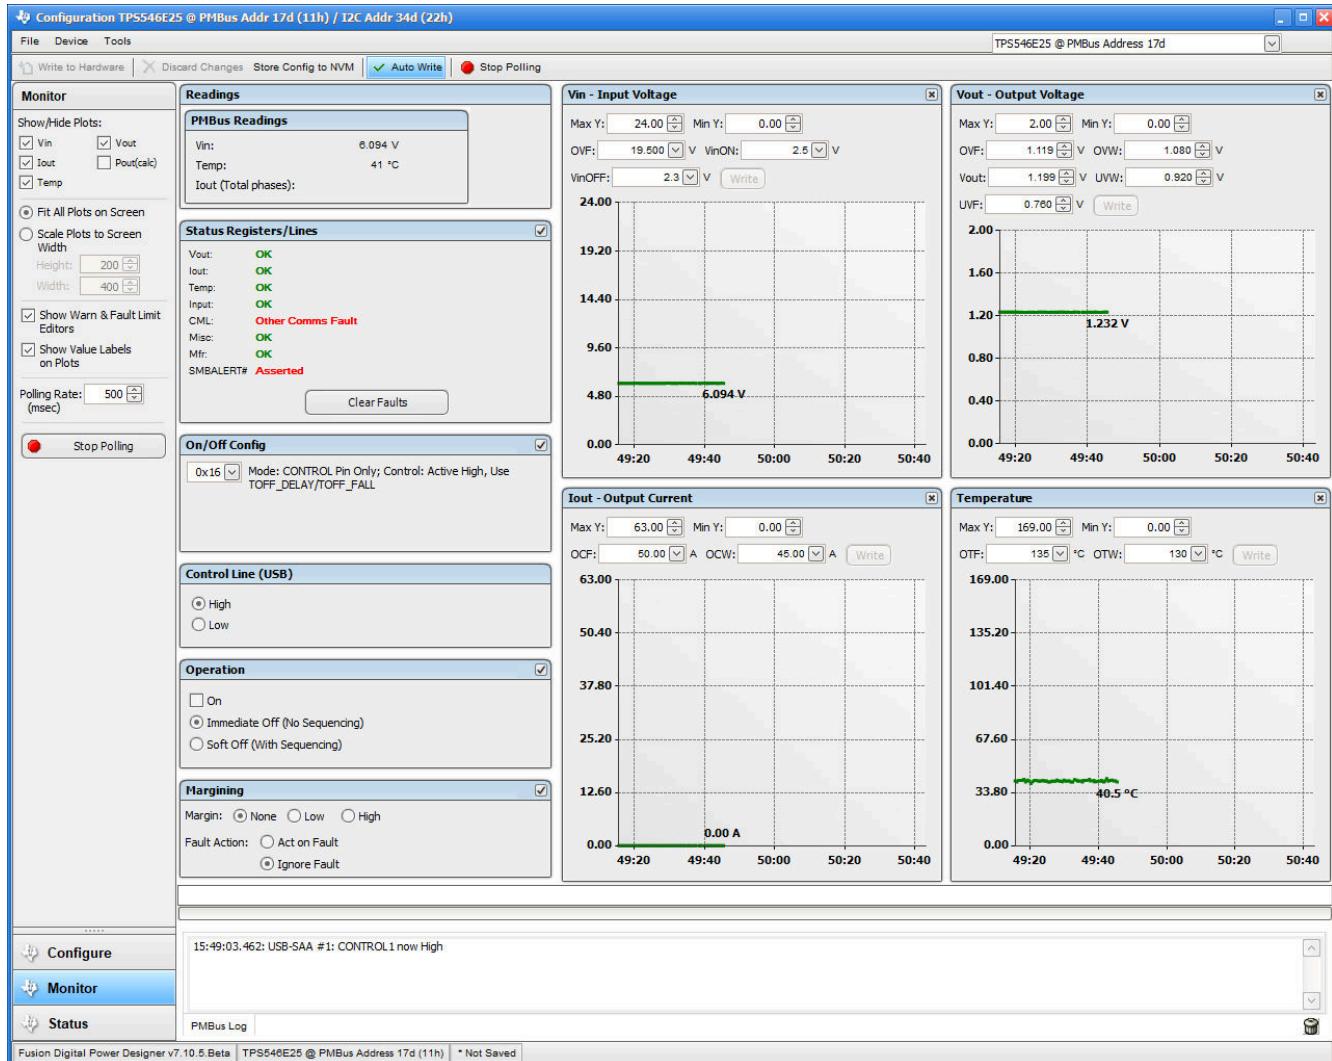 Configuration TPS546E25 @ PMBus Addr 17d (11h) / I2C Addr 34d (22h)
File Device Tools
TPS546E25 @ PMBus Address 17d
Write to Hardware Discard Changes Store Config to NVM Auto Write Stop Polling
Monitor
Show/Hide Plots:
Vin Vout
Iout Pout(calc)
Temp
Fit All Plots on Screen
Scale Plots to Screen
Width
Height: 200
Width: 400
Show Warn & Fault Limit
Editors
Show Value Labels
on Plots
Polling Rate: 500
(msec)
Stop Polling
Readings
PMBus Readings
Vin: 6.094 V
Temp: 41 °C
Iout (Total phases):
Status Registers/Lines
Vout: OK
Iout: OK
Temp: OK
Input: OK
CML: Other Comms Fault
Misc: OK
Mfr: OK
SMBALERT# Asserted
Clear Faults
On/Off Config
0x16 Mode: CONTROL Pin Only; Control: Active High, Use
TOFF_DELAY/TOFF_FALL
Control Line (USB)
High
Low
Operation
On
Immediate Off (No Sequencing)
Soft Off (With Sequencing)
Margining
Margin: None Low High
Fault Action: Act on Fault
Ignore Fault
Vin - Input Voltage
Max Y: 24.00 Min Y: 0.00
OVF: 19.500 V VinON: 2.5 V
VinOFF: 2.3 V Write
24.00
19.20
14.40
9.60
4.80
6.094 V
0.00
49:20 49:40 50:00 50:20 50:40
Vout - Output Voltage
Max Y: 2.00 Min Y: 0.00
OVF: 1.119 V OVW: 1.080 V
Vout: 1.199 V UVW: 0.920 V
UVF: 0.760 V Write
2.00
1.60
1.20
1.232 V
0.80
0.40
0.00
49:20 49:40 50:00 50:20 50:40
Iout - Output Current
Max Y: 63.00 Min Y: 0.00
OCF: 50.00 A OCW: 45.00 A Write
63.00
50.40
37.80
25.20
12.60
0.00 A
0.00
49:20 49:40 50:00 50:20 50:40
Temperature
Max Y: 169.00 Min Y: 0.00
OTF: 135 °C OTW: 130 °C Write
169.00
135.20
101.40
67.60
33.80
40.5 °C
0.00
49:20 49:40 50:00 50:20 50:40
Configure
Monitor
Status
15:49:03.462: USB-SAA #1: CONTROL1 now High
PMBus Log
Fusion Digital Power Designer v7.10.5.Beta TPS546E25 @ PMBus Address 17d (11h) * Not Saved